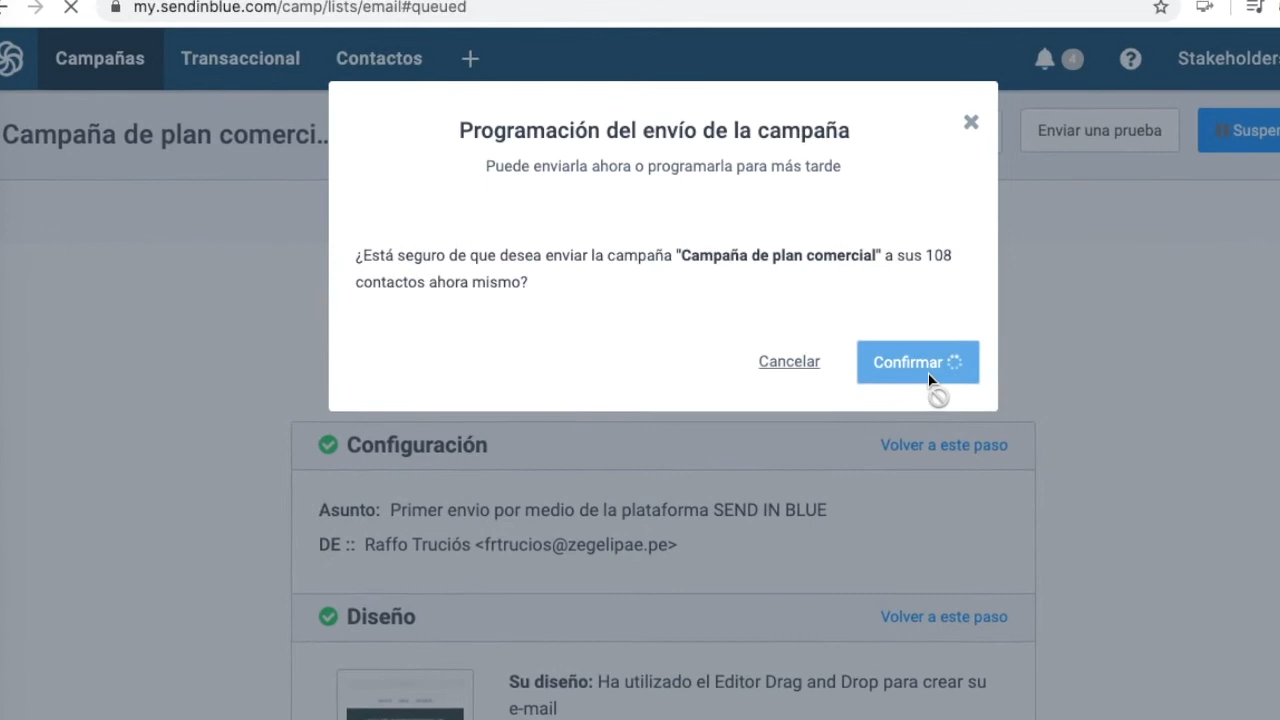 my.sendinblue.com/camp/lists/email#queued
Campañas Transaccional Contactos + 4 ? Stakeholders
Campaña de plan comerci... Enviar una prueba Suspen
Programación del envío de la campaña
Puede enviarla ahora o programarla para más tarde
¿Está seguro de que desea enviar la campaña "Campaña de plan comercial" a sus 108
contactos ahora mismo?
Cancelar Confirmar
Configuración Volver a este paso
Asunto: Primer envio por medio de la plataforma SEND IN BLUE
DE :: Raffo Truciós <frtrucios@zegelipae.pe>
Diseño Volver a este paso
Su diseño: Ha utilizado el Editor Drag and Drop para crear su
e-mail